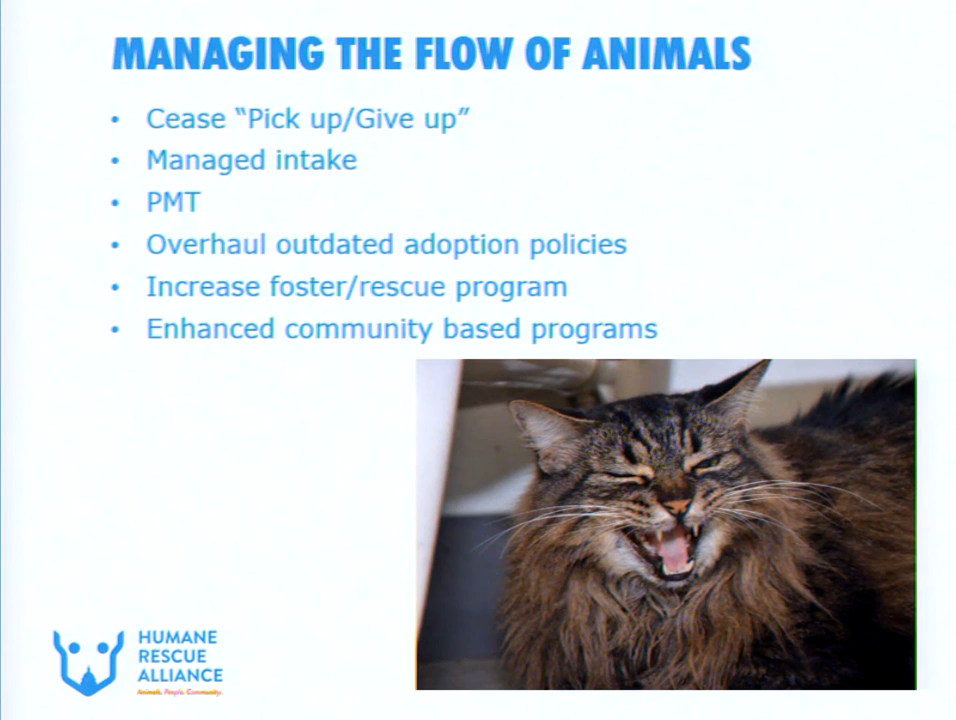 MANAGING THE FLOW OF ANIMALS
• Cease “Pick up/Give up”
• Managed intake
• PMT
• Overhaul outdated adoption policies
• Increase foster/rescue program
• Enhanced community based programs
HUMANE
RESCUE
ALLIANCE
Animals. People. Community.